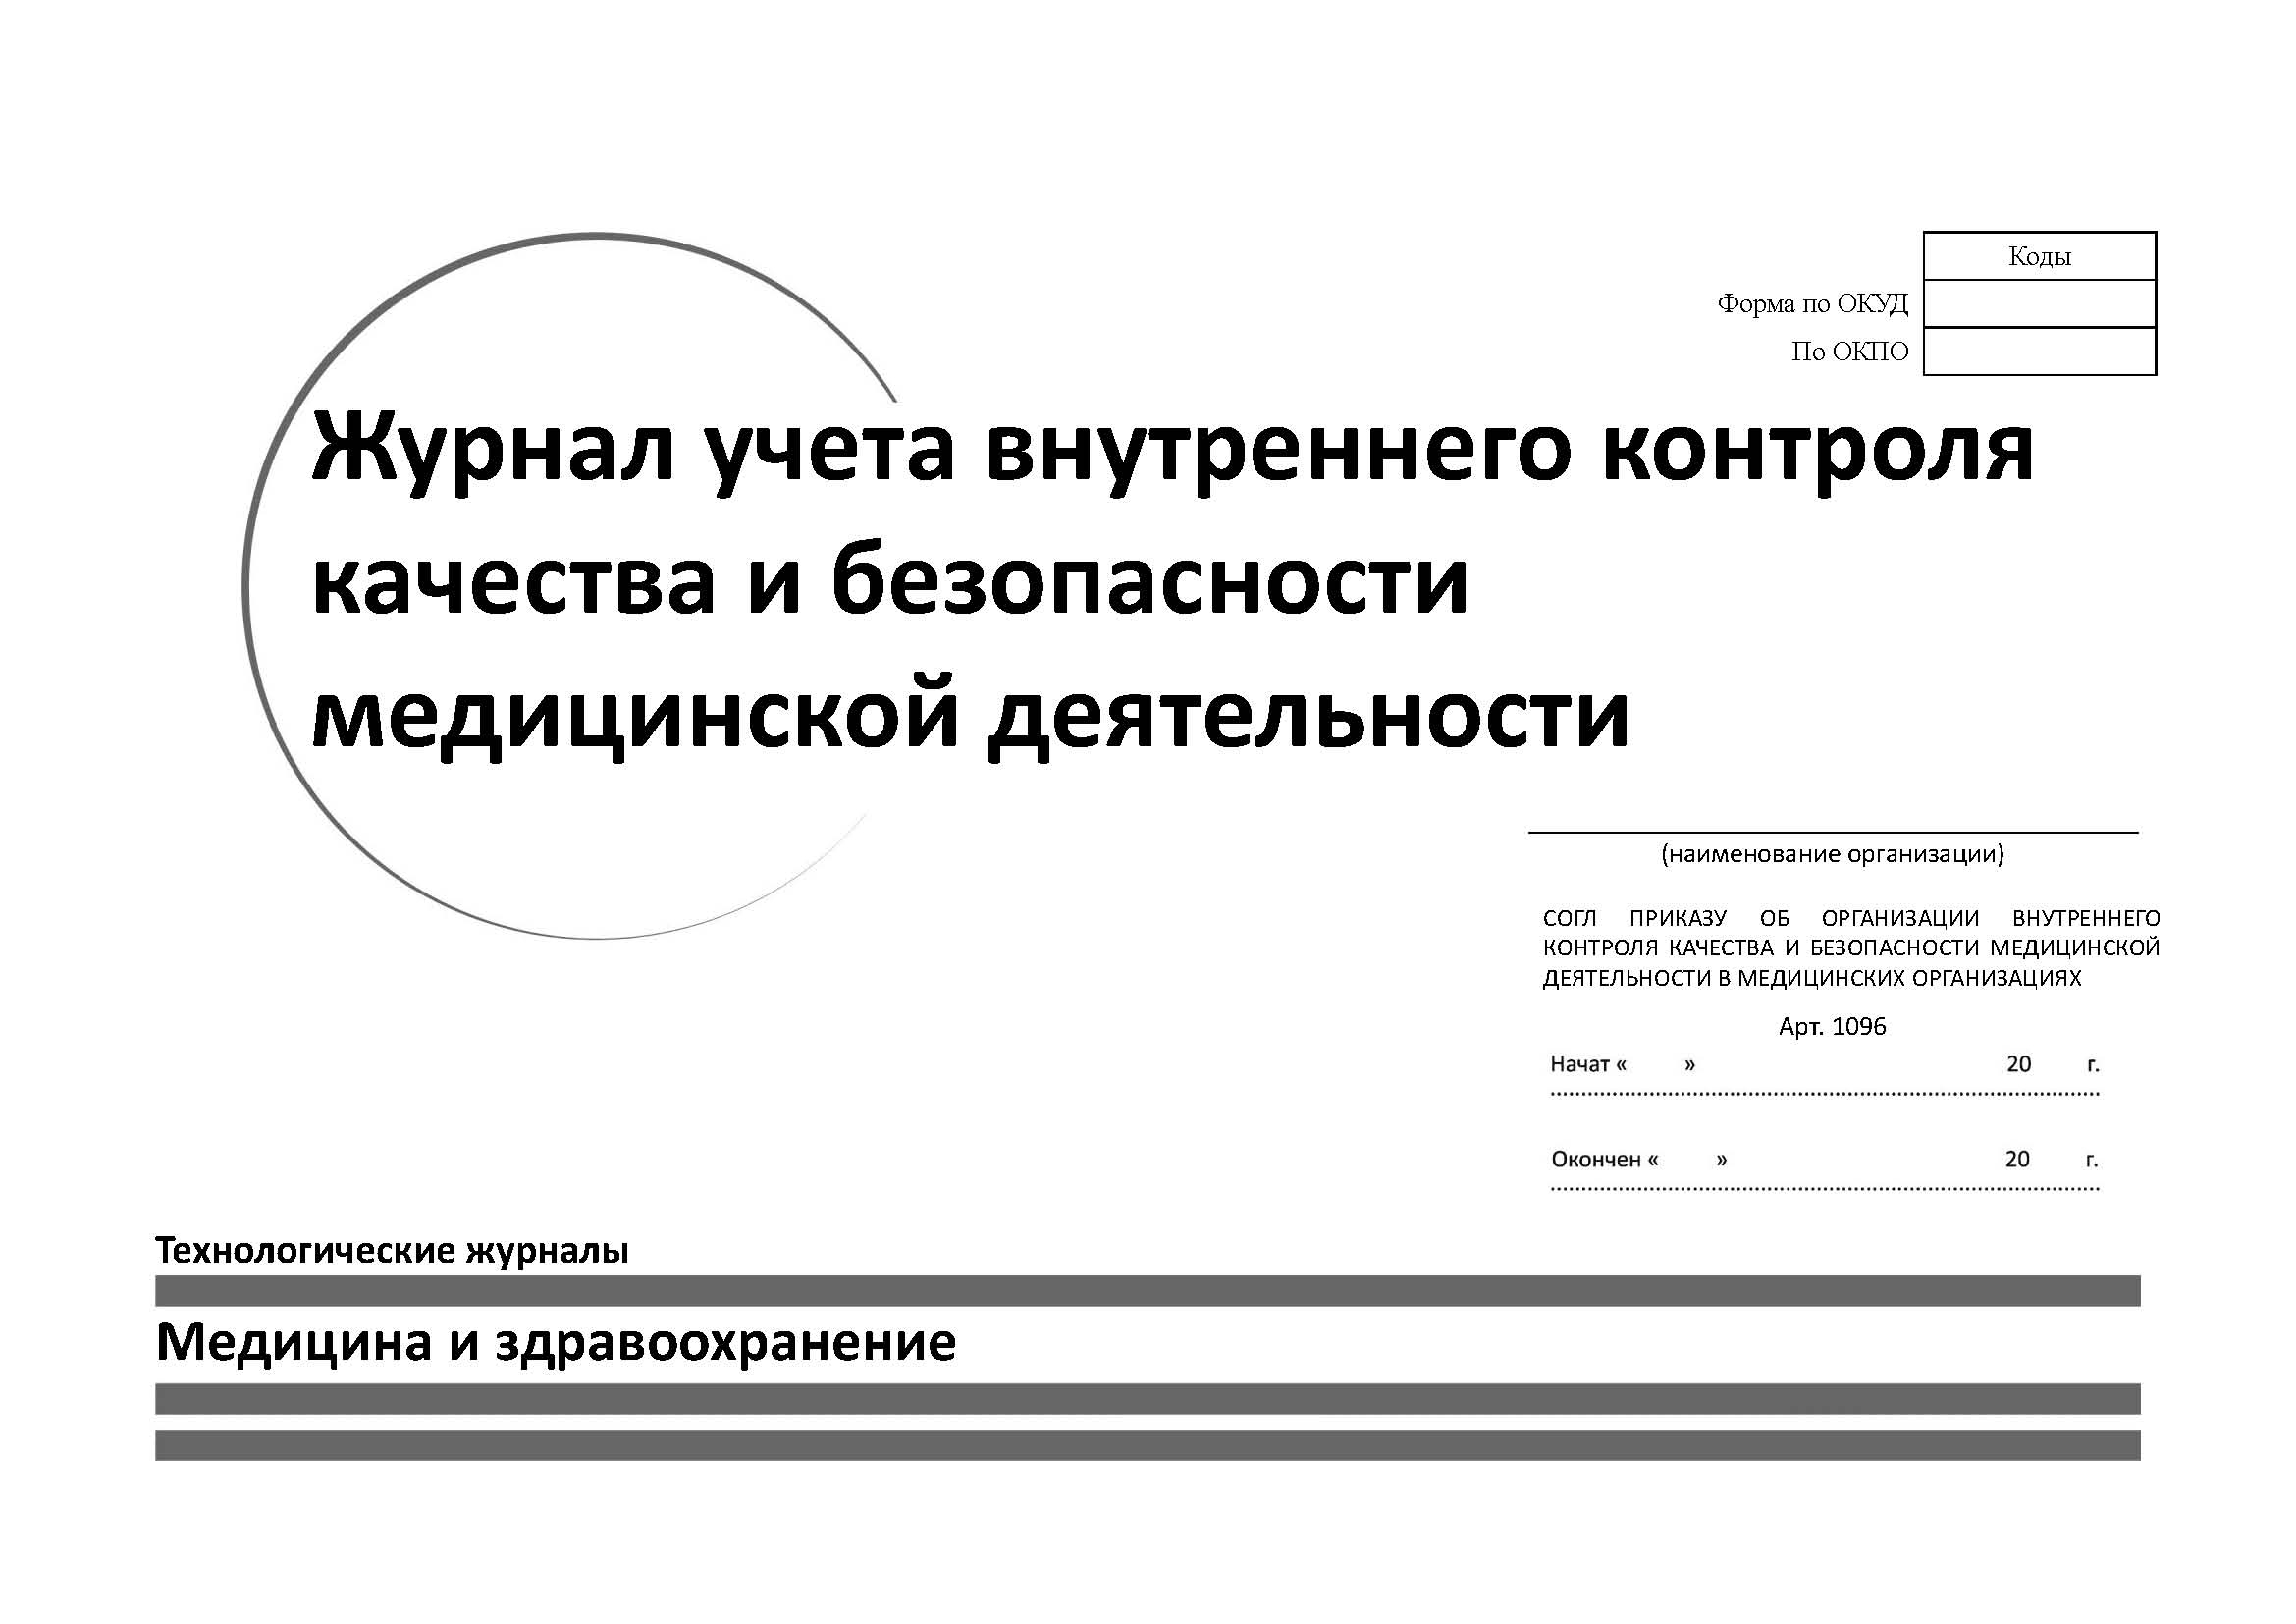 Коды
Форма по ОКУД
По ОКПО
Журнал учета внутреннего контроля
качества и безопасности
медицинской деятельности
(наименование организации)
СОГЛ ПРИКАЗУ ОБ ОРГАНИЗАЦИИ ВНУТРЕННЕГО
КОНТРОЛЯ КАЧЕСТВА И БЕЗОПАСНОСТИ МЕДИЦИНСКОЙ
ДЕЯТЕЛЬНОСТИ В МЕДИЦИНСКИХ ОРГАНИЗАЦИЯХ
Арт. 1096
Начат « » 20 г.
Окончен « » 20 г.
Технологические журналы
Медицина и здравоохранение